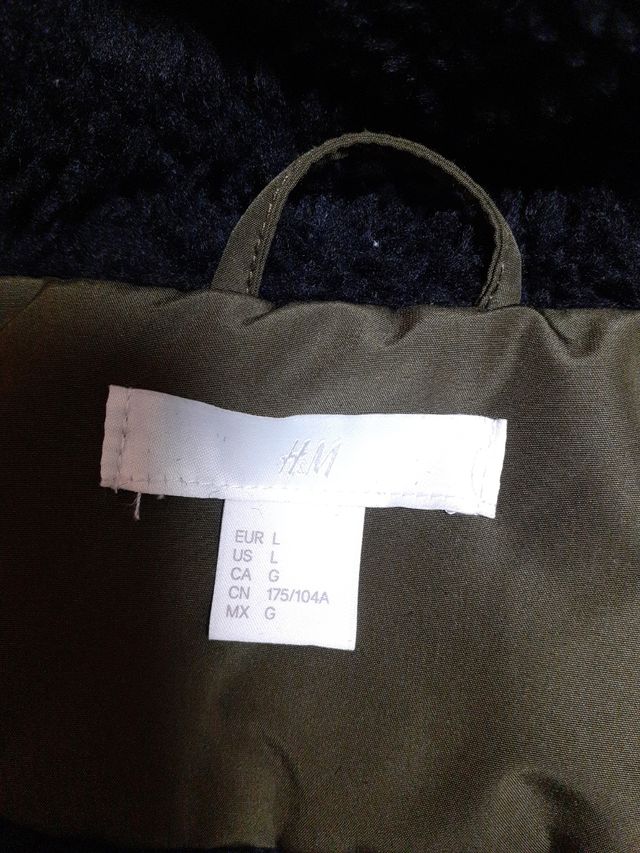 H&M
EUR L
US L
CA G
CN 175/104A
MX G